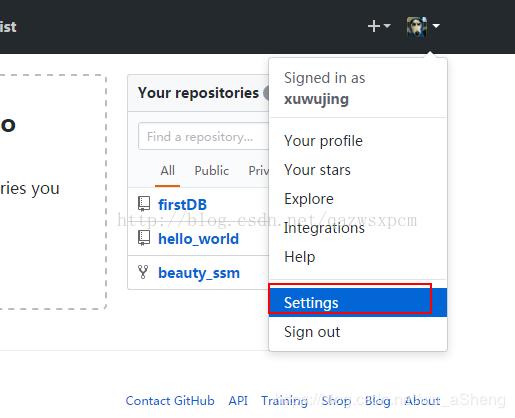 ist
Signed in as
xuwujing
Your repositories
Find a repository...
All Public Priv
Your profile
Your stars
Explore
Integrations
Help
Settings
Sign out
o
ries you
firstDB
hello_world
beauty_ssm
http://blog.csdn.net/qazwsxpcm
Contact GitHub API Training Shop Blog About